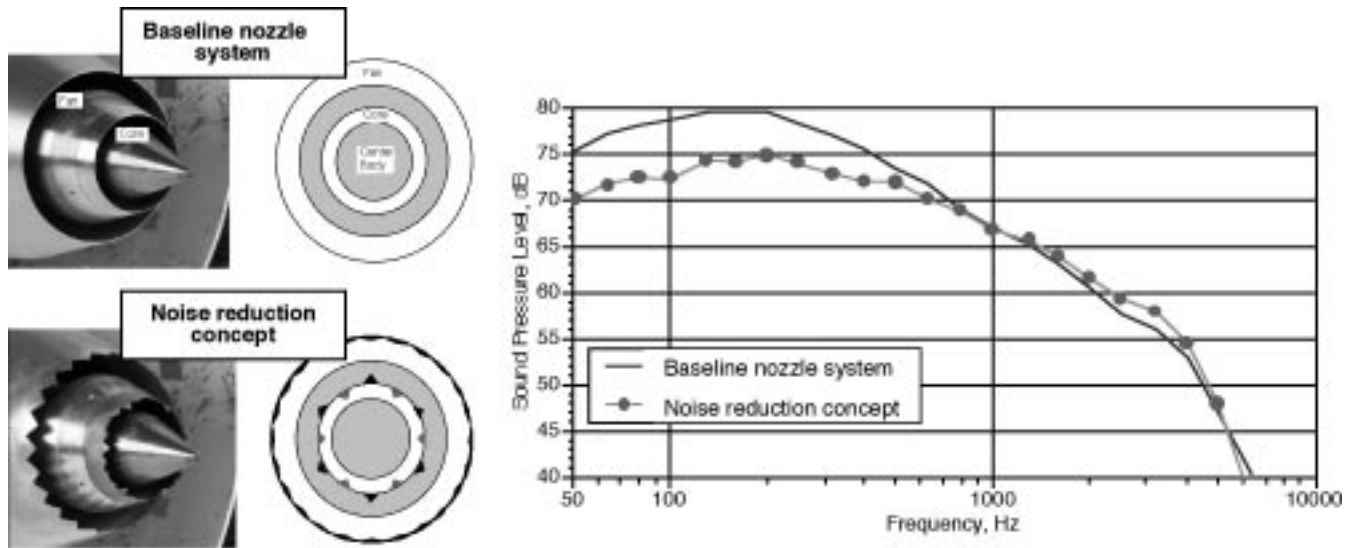 Baseline nozzle
system
Fan
Core
Fan
Core
Center
Body
Noise reduction
concept
80
75
70
65
60
55
50
45
40
Sound Pressure Level, dB
Baseline nozzle system
Noise reduction concept
50
100
1000
10000
Frequency, Hz